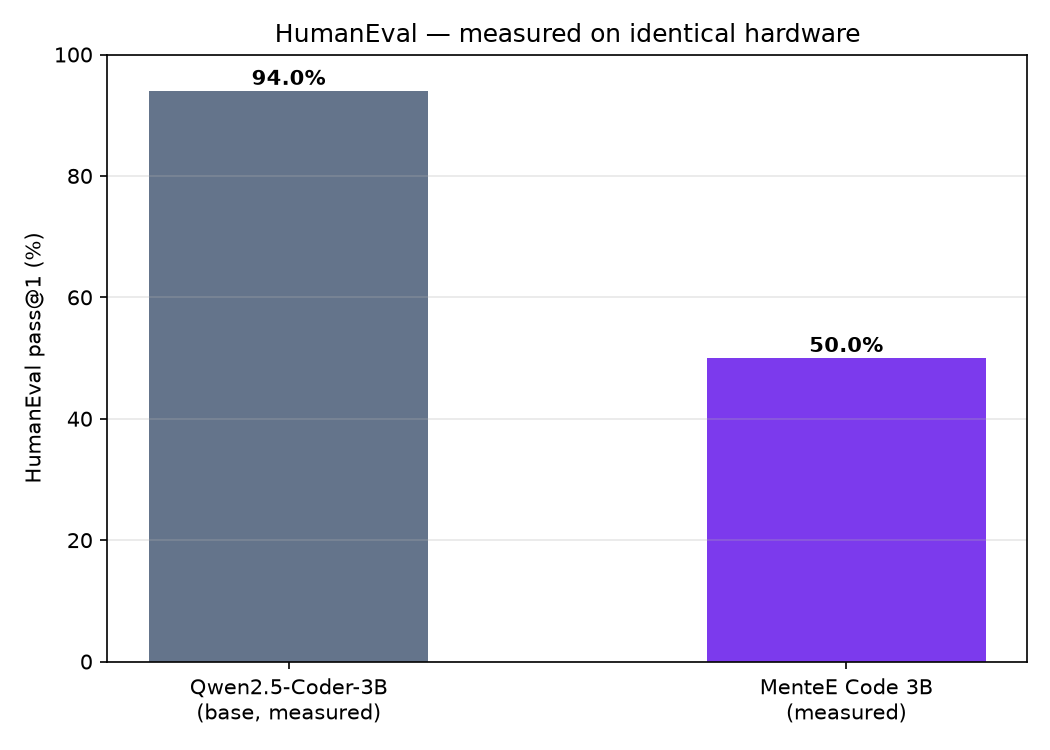 HumanEval — measured on identical hardware
HumanEval pass@1 (%)
100
80
60
40
20
0
94.0%
50.0%
Qwen2.5-Coder-3B
(base, measured)
MenteE Code 3B
(measured)